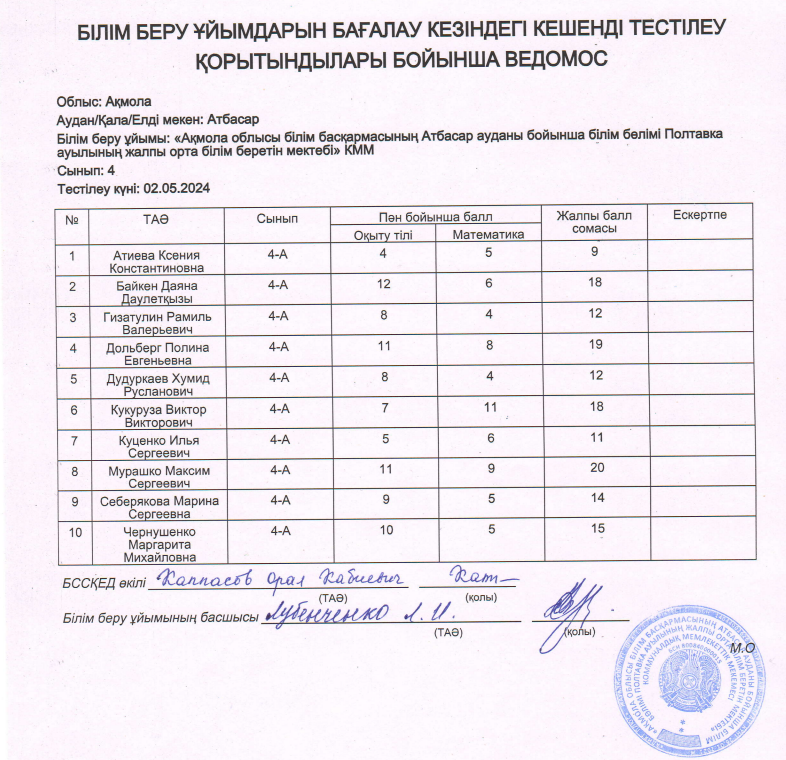 БІЛІМ БЕРУ ҰЙЫМДАРЫН БАҒАЛАУ КЕЗІНДЕГІ КЕШЕНДІ ТЕСТІЛЕУ
ҚОРЫТЫНДЫЛАРЫ БОЙЫНША ВЕДОМОС
Облыс: Ақмола
Аудан/Қала/Елді мекен: Атбасар
Білім беру ұйымы: «Ақмола облысы білім басқармасының Атбасар ауданы бойынша білім бөлімі Полтавка
ауылының жалпы орта білім беретін мектебі» КММ
Сынып: 4
Тестілеу күні: 02.05.2024
№ ТАӘ Сынып Пән бойынша балл Жалпы балл Ескертпе
Оқыту тілі Математика сомасы
1 Атиева Ксения 4-А 4 5 9
Константиновна
2 Байкен Даяна 4-А 12 6 18
Даулетқызы
3 Гизатулин Рамиль 4-А 8 4 12
Валерьевич
4 Дольберг Полина 4-А 11 8 19
Евгеньевна
5 Дудуркаев Хумид 4-А 8 4 12
Русланович
6 Кукуруза Виктор 4-А 7 11 18
Викторович
7 Куценко Илья 4-А 5 6 11
Сергеевич
8 Мурашко Максим 4-А 11 9 20
Сергеевич
9 Себерякова Марина 4-А 9 5 14
Сергеевна
10 Чернушенко 4-А 10 5 15
Маргарита
Михайловна
БССҚЕД өкілі Каппасов Орал Кабиевич
(ТАӘ) (қолы)
Білім беру ұйымының басшысы Лубенченко Л. И.
(ТАӘ) (қолы)
М.О